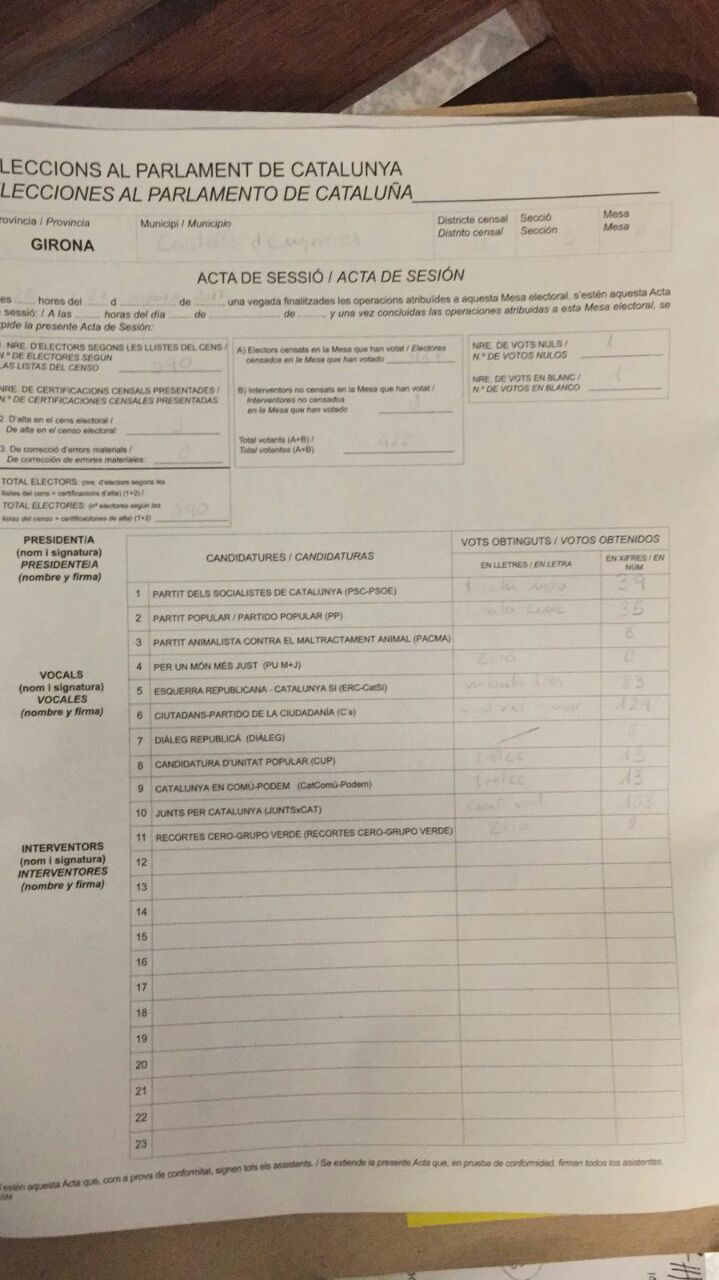 LECCIONS AL PARLAMENT DE CATALUNYA
LECCIONES AL PARLAMENTO DE CATALUÑA
rovíncia / Provincia
Municipi / Municipio
Districte censal Secció Mesa
Distrito censal Sección Mesa
GIRONA
Castelló d'Empúries
ACTA DE SESSIÓ / ACTA DE SESIÓN
es ....... hores del ...... d ............ de ........, una vegada finalitzades les operacions atribuïdes a aquesta Mesa electoral, s'estén aquesta Acta
sessió: / A las ......... horas del día ...... de .................... de ........, y una vez concluidas las operaciones atribuidas a esta Mesa electoral, se
pide la presente Acta de Sesión:
. NRE. D'ELECTORS SEGONS LES LLISTES DEL CENS /
N.º DE ELECTORES SEGÚN
LAS LISTAS DEL CENSO 590
NRE. DE CERTIFICACIONS CENSALS PRESENTADES /
N.º DE CERTIFICACIONES CENSALES PRESENTADAS
2. D'alta en el cens electoral /
De alta en el censo electoral: 0
3. De correcció d'errors materials /
De corrección de errores materiales: 0
TOTAL ELECTORS: (nre. d'electors segons les
llistes del cens + certificacions d'alta) (1+2) /
TOTAL ELECTORES: (nº electores según las
listas del censo + certificaciones de alta) (1+2) 590
A) Electors censats en la Mesa que han votat / Electores
censados en la Mesa que han votado
B) Interventors no censats en la Mesa que han votat /
Interventores no censados
en la Mesa que han votado
Total votants (A+B) /
Total votantes (A+B) 428
NRE. DE VOTS NULS / 1
N.º DE VOTOS NULOS
NRE. DE VOTS EN BLANC / 1
N.º DE VOTOS EN BLANCO
PRESIDENT/A
(nom i signatura)
PRESIDENTE/A
(nombre y firma)
VOCALS
(nom i signatura)
VOCALES
(nombre y firma)
INTERVENTORS
(nom i signatura)
INTERVENTORES
(nombre y firma)
CANDIDATURES / CANDIDATURAS
VOTS OBTINGUTS / VOTOS OBTENIDOS
EN LLETRES / EN LETRA
EN XIFRES / EN NÚM
1 PARTIT DELS SOCIALISTES DE CATALUNYA (PSC-PSOE) trenta nou 39
2 PARTIT POPULAR / PARTIDO POPULAR (PP) cinc 35
3 PARTIT ANIMALISTA CONTRA EL MALTRACTAMENT ANIMAL (PACMA) 6
4 PER UN MÓN MÉS JUST (PU M+J) Zero 0
5 ESQUERRA REPUBLICANA - CATALUNYA SÍ (ERC-CatSí) 83
6 CIUTADANS-PARTIDO DE LA CIUDADANÍA (C's) 129
7 DIÀLEG REPUBLICÀ (DIÀLEG) 0
8 CANDIDATURA D'UNITAT POPULAR (CUP) tretze 13
9 CATALUNYA EN COMÚ-PODEM (CatComú-Podem) tretze 13
10 JUNTS PER CATALUNYA (JUNTSxCAT) cent vuit 108
11 RECORTES CERO-GRUPO VERDE (RECORTES CERO-GRUPO VERDE) Zero 0
12
13
14
15
16
17
18
19
20
21
22
23
'estén aquesta Acta que, com a prova de conformitat, signen tots els assistents. / Se extiende la presente Acta que, en prueba de conformidad, firman todos los asistentes.